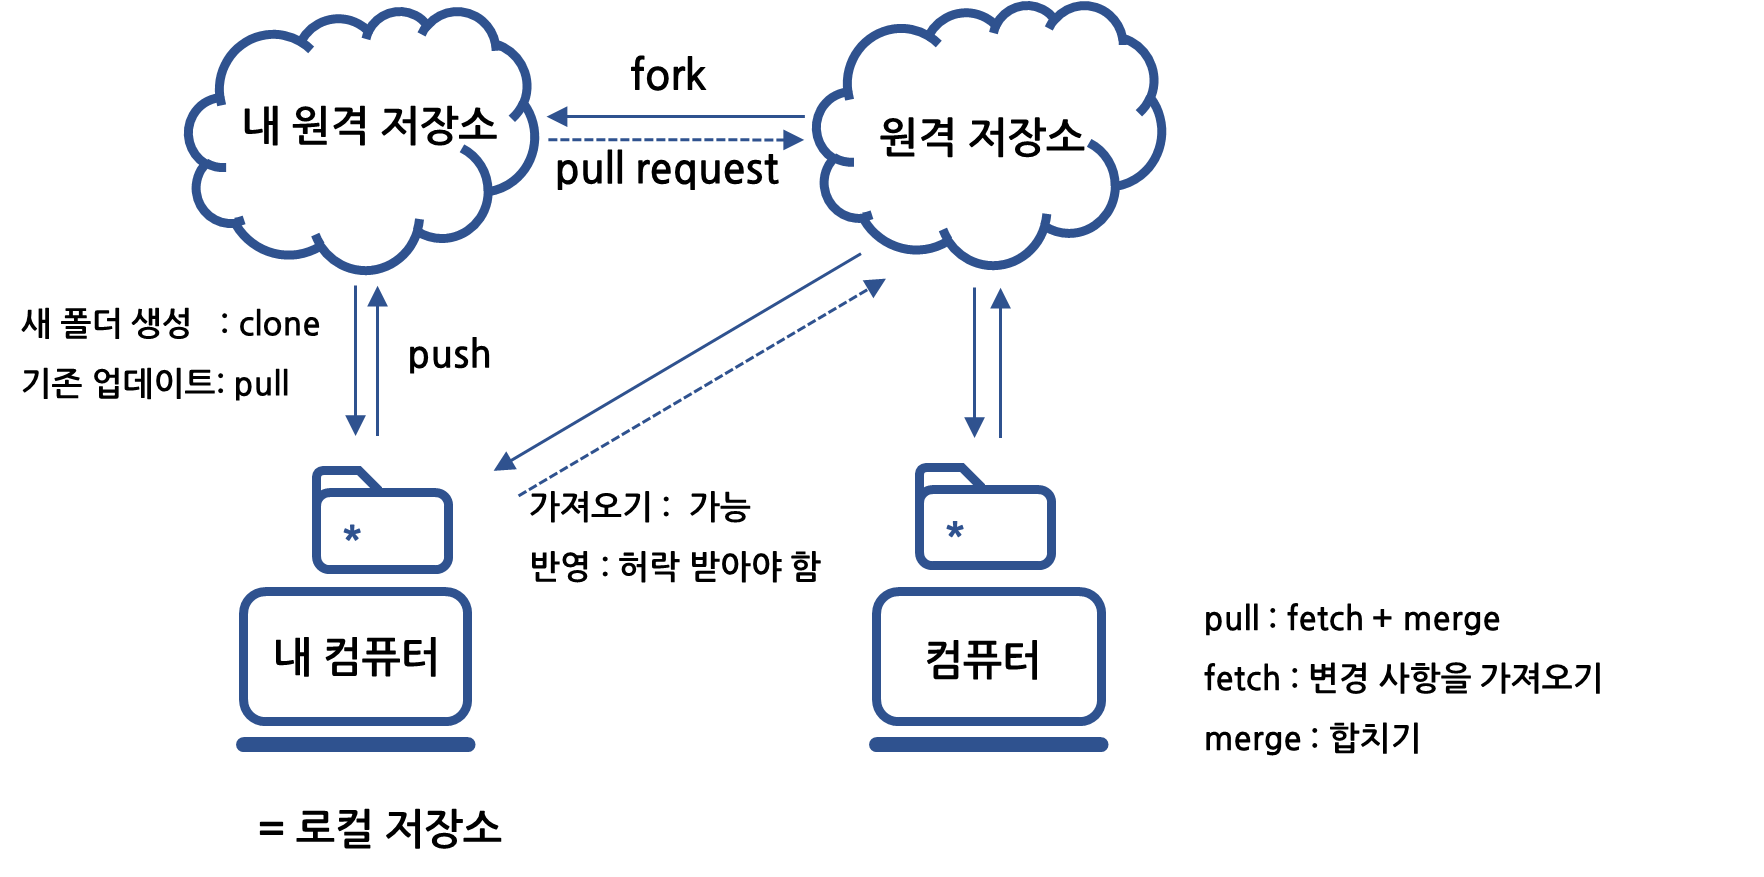 fork
내 원격 저장소
원격 저장소
pull request
새 폴더 생성 : clone
기존 업데이트: pull
push
*
*
가져오기 : 가능
반영 : 허락 받아야 함
내 컴퓨터
컴퓨터
pull : fetch + merge
fetch : 변경 사항을 가져오기
merge : 합치기
= 로컬 저장소